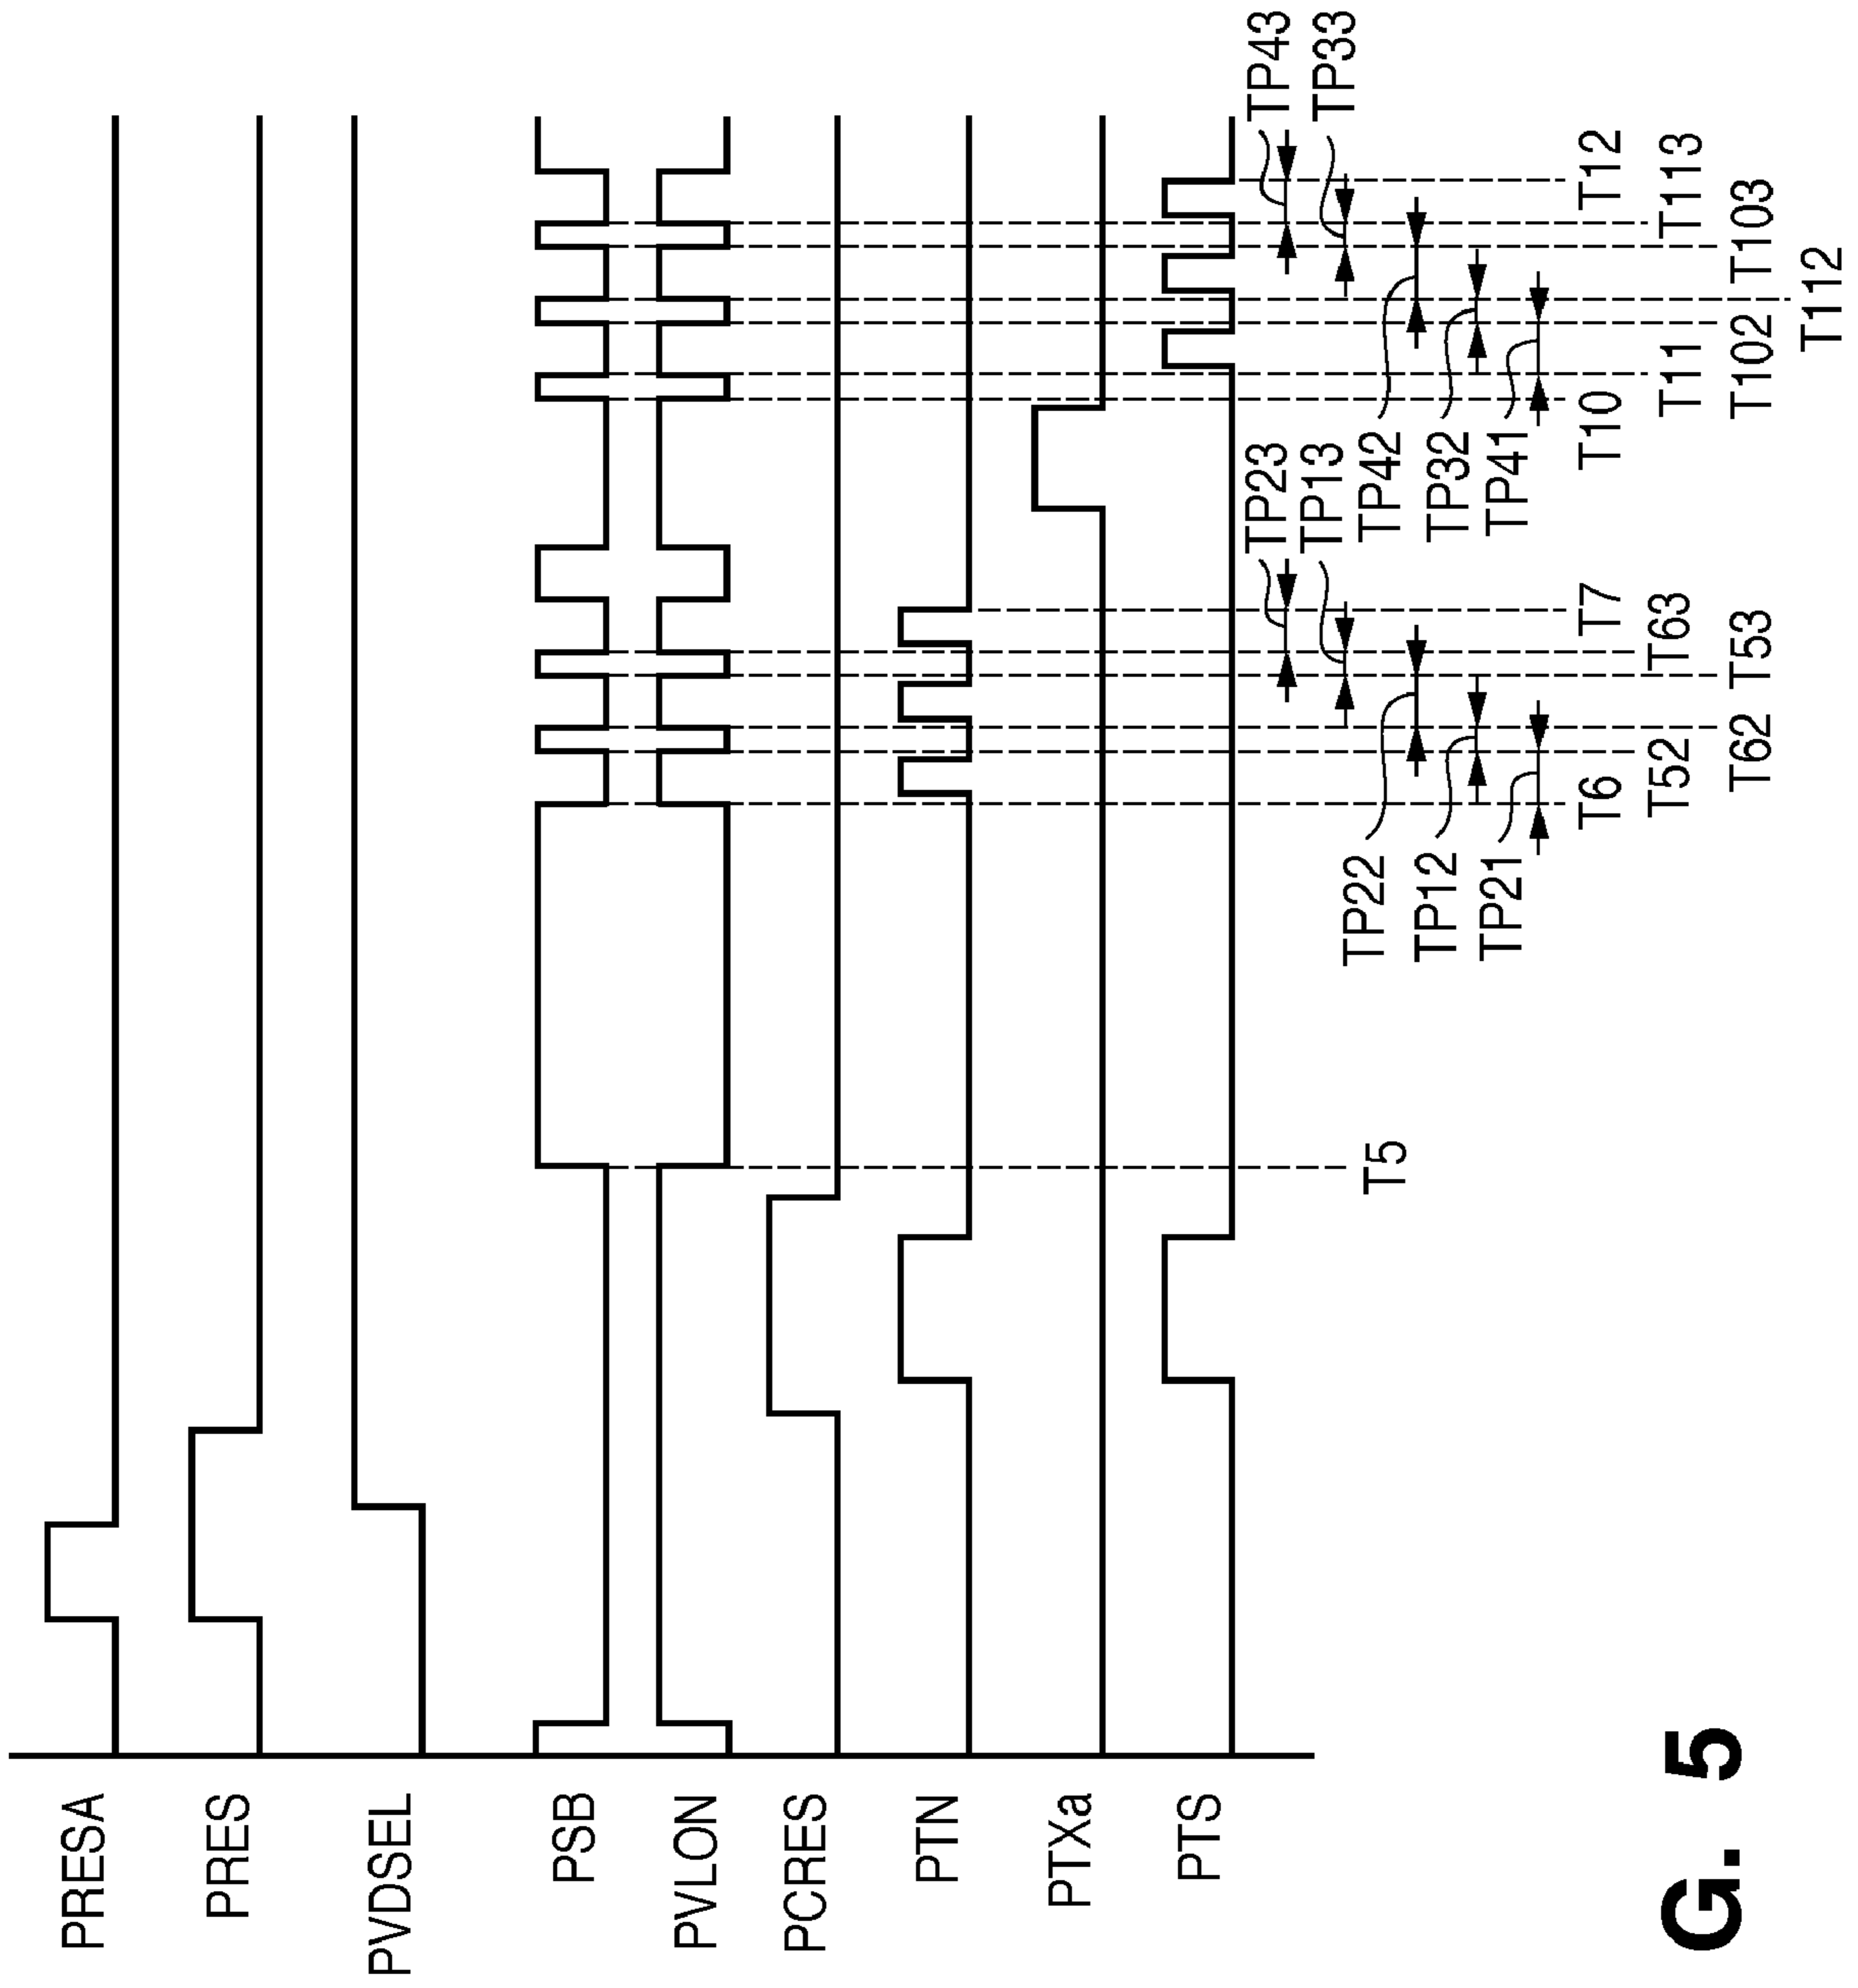 PRESA
PRES
PVDSEL
PSB
PVLON
PCRES
PTN
PTXa
PTS
TP23
TP43
TP13
TP33
TP22
TP42
TP12
TP32
TP21
TP41
T5
T6
T7
T10
T12
T52
T63
T11
T113
T62
T53
T102
T103
T112
G. 5